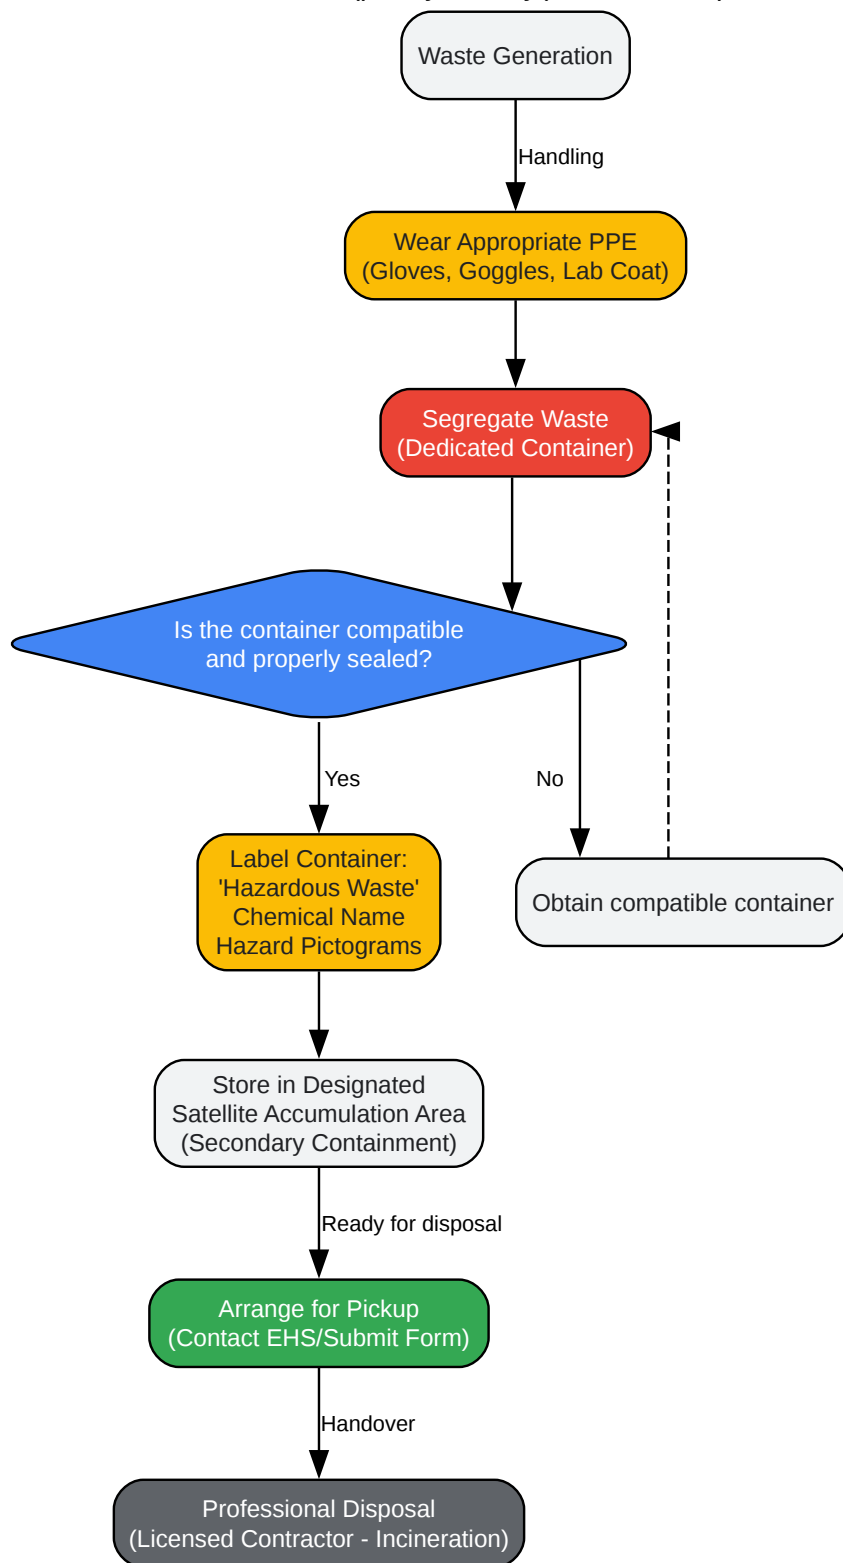 Waste Generation
Handling
Wear Appropriate PPE
(Gloves, Goggles, Lab Coat)
Segregate Waste
(Dedicated Container)
Is the container compatible
and properly sealed?
Yes
No
Label Container:
'Hazardous Waste'
Chemical Name
Hazard Pictograms
Obtain compatible container
Store in Designated
Satellite Accumulation Area
(Secondary Containment)
Ready for disposal
Arrange for Pickup
(Contact EHS/Submit Form)
Handover
Professional Disposal
(Licensed Contractor - Incineration)